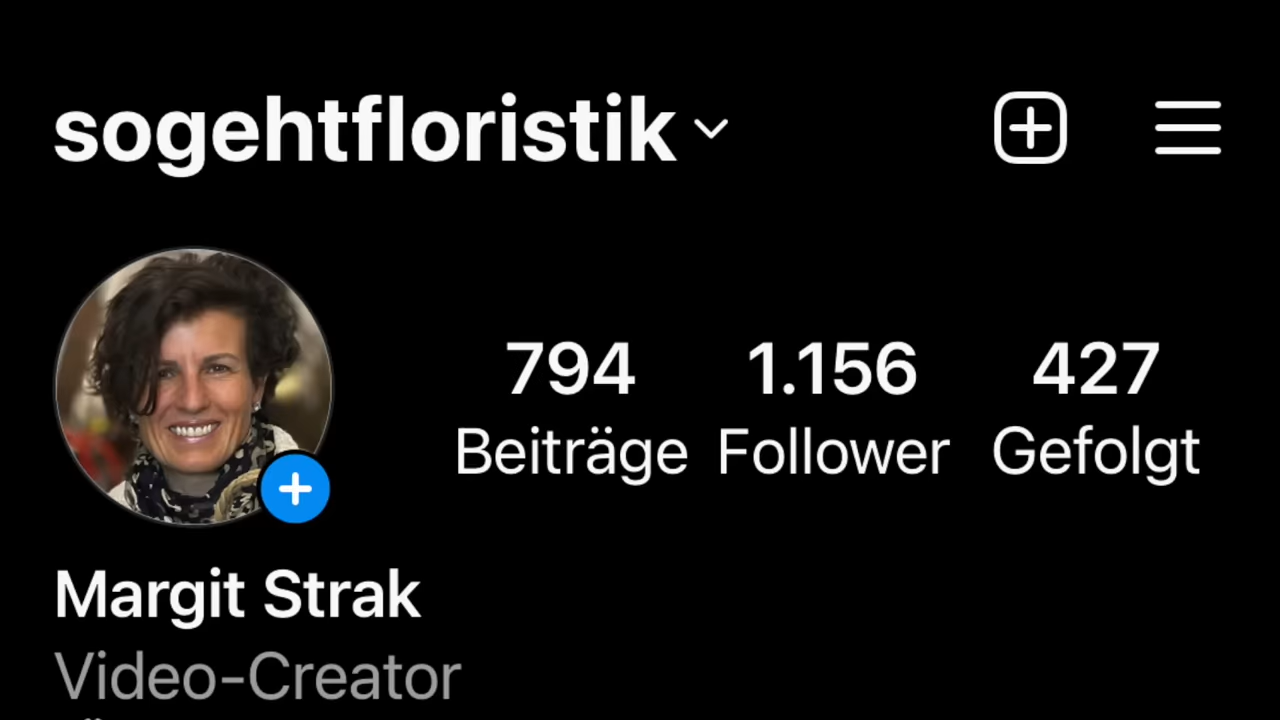 sogehtfloristik
794 1.156 427
Beiträge Follower Gefolgt
Margit Strak
Video-Creator